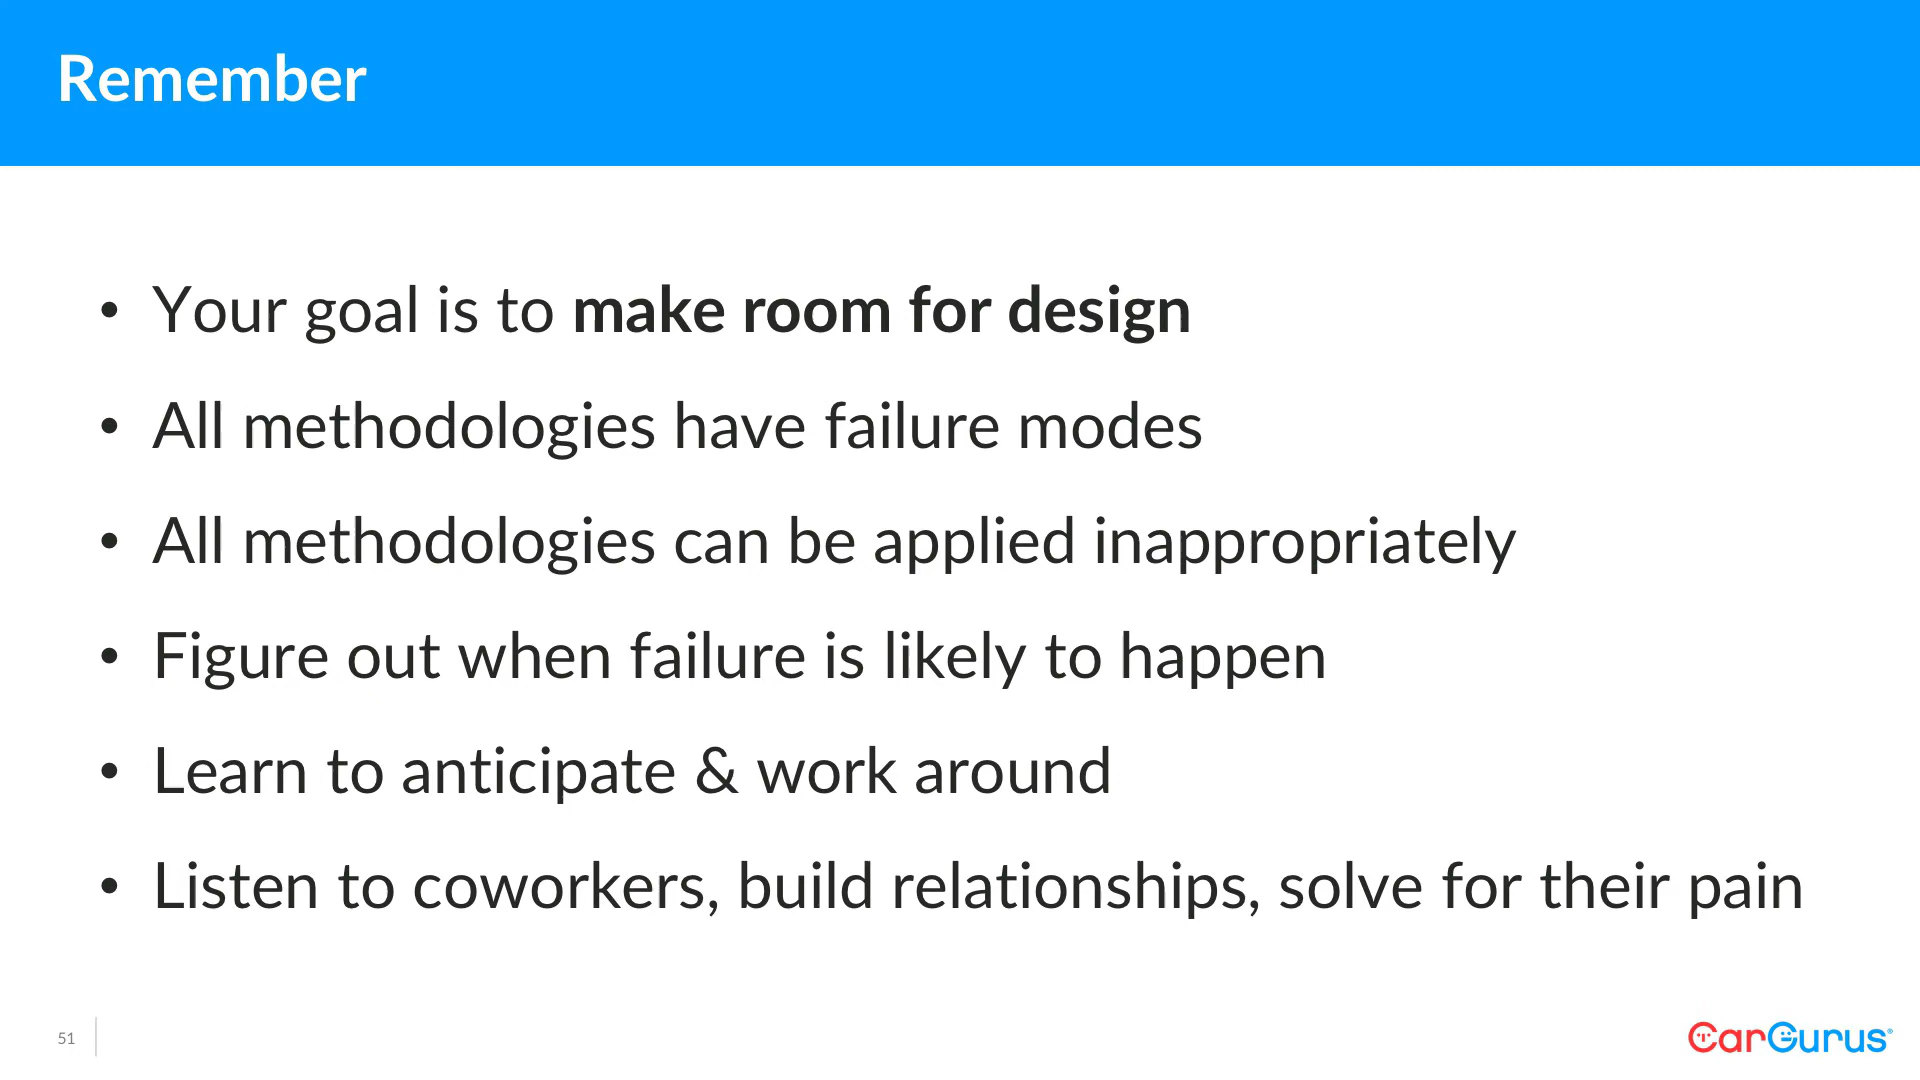 Remember
• Your goal is to make room for design
• All methodologies have failure modes
• All methodologies can be applied inappropriately
• Figure out when failure is likely to happen
• Learn to anticipate & work around
• Listen to coworkers, build relationships, solve for their pain
51
CarGurus®